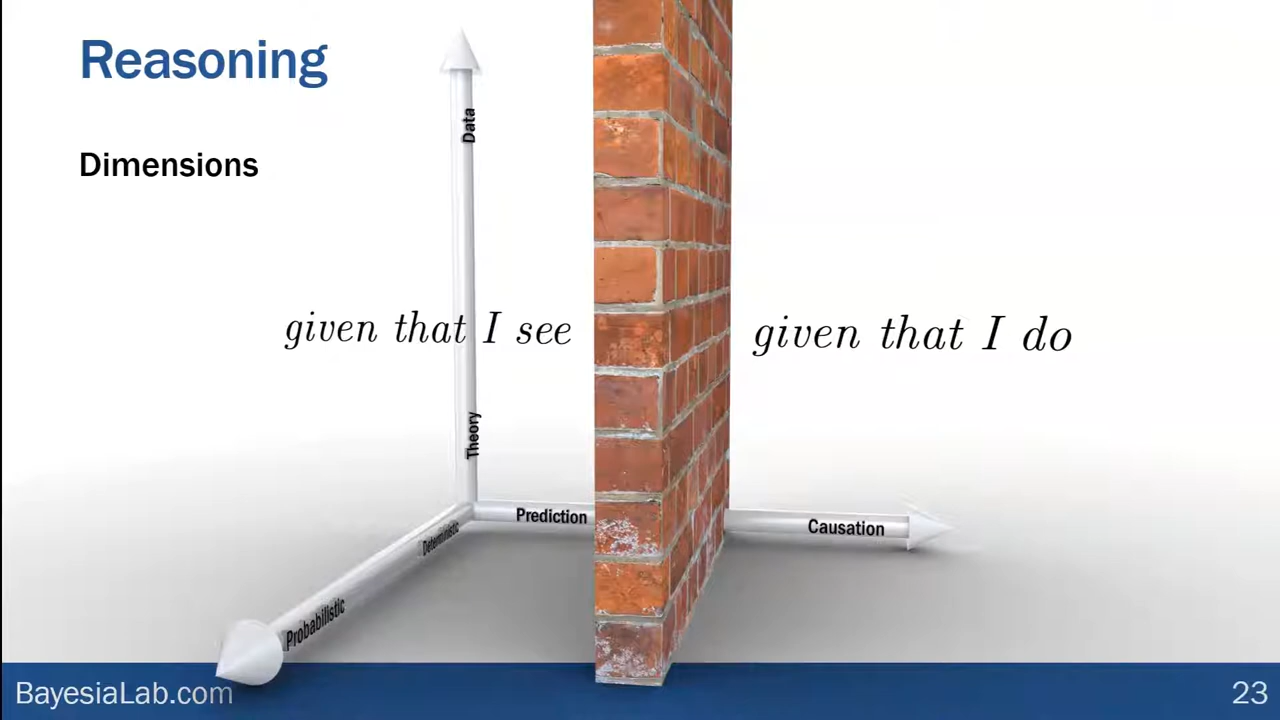 Reasoning
Dimensions
Data
given that I see
given that I do
Theory
Prediction
Causation
Deterministic
Probabilistic
BayesiaLab.com
23